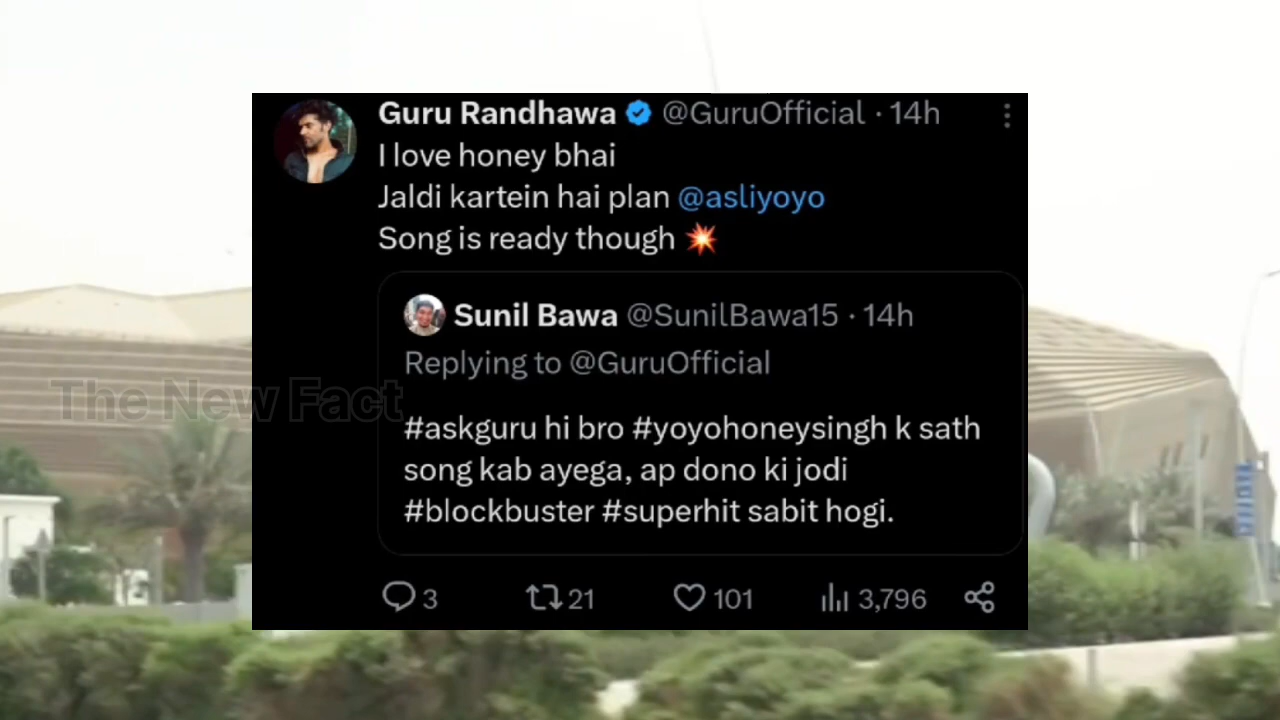 Guru Randhawa @GuruOfficial · 14h
I love honey bhai
Jaldi kartein hai plan @asliyoyo
Song is ready though 💥
Sunil Bawa @SunilBawa15 · 14h
Replying to @GuruOfficial
The New Fact
#askguru hi bro #yoyohoneysingh k sath
song kab ayega, ap dono ki jodi
#blockbuster #superhit sabit hogi.
3 21 101 3,796